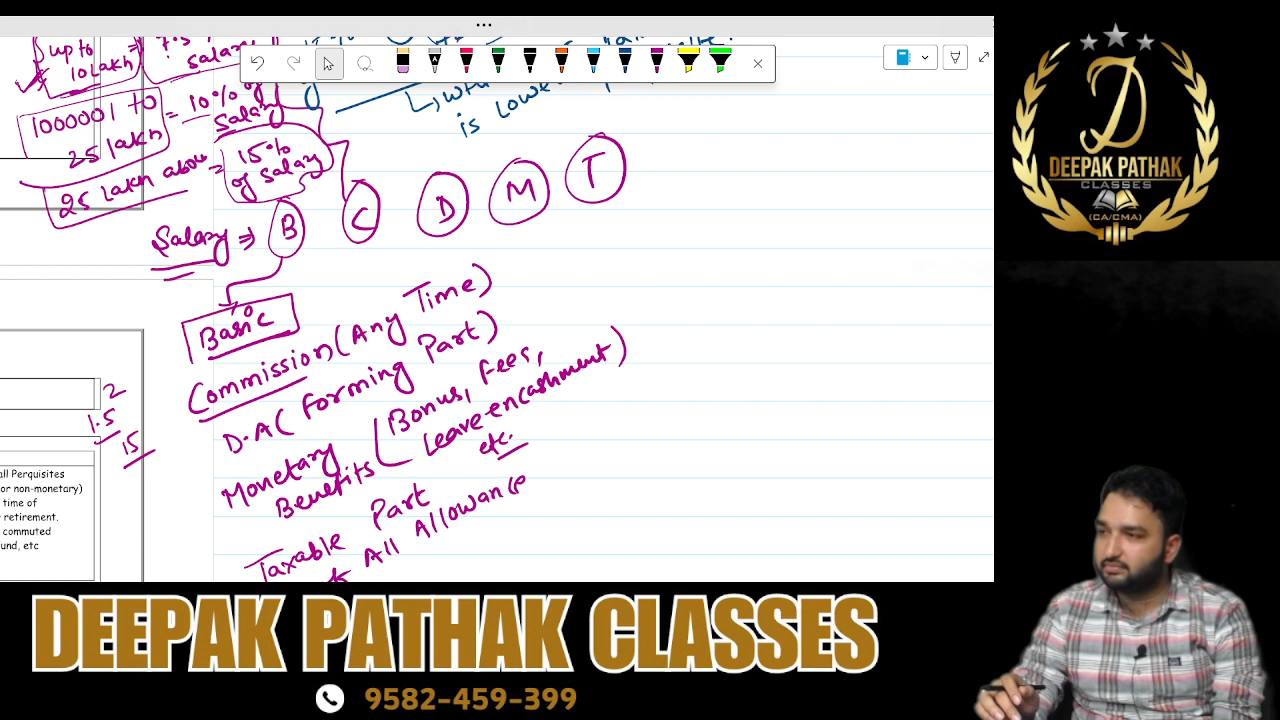 up to = 7.5
10 lakh salary
1000001 to = 10% of
25 lakh salary
25 lakh above = 15%
of salary
is lowe
Salary ⇒ B C D M T
Basic
Commission (Any Time)
D.A ( Forming Part)
Monetary Benefits ( Bonus, Fees,
Leave encashment)
etc.
Taxable Part
All Allowance
2
1.5
15
all Perquisites
or non-monetary)
time of
retirement.
commuted
und, etc
D
DEEPAK PATHAK
CLASSES
(CA/CMA)
DEEPAK PATHAK CLASSES
9582-459-399